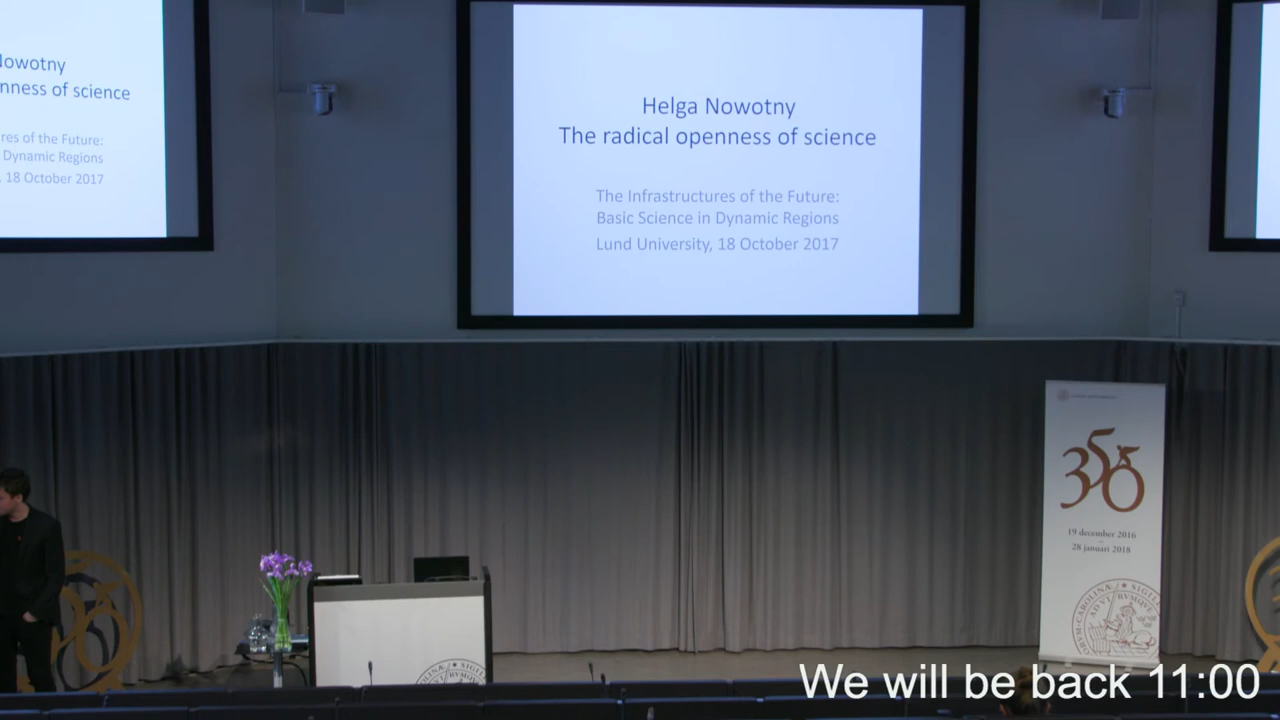 Nowotny
nness of science
res of the Future:
Dynamic Regions
, 18 October 2017
Helga Nowotny
The radical openness of science
The Infrastructures of the Future:
Basic Science in Dynamic Regions
Lund University, 18 October 2017
350
19 december 2016
–
28 januari 2018
We will be back 11:00